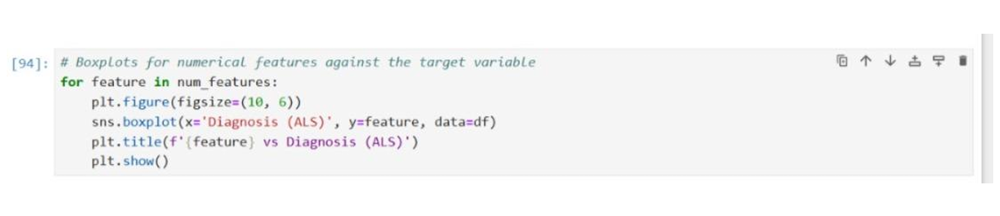 [94]: # Boxplots for numerical features against the target variable
for feature in num_features:
    plt.figure(figsize=(10, 6))
    sns.boxplot(x='Diagnosis (ALS)', y=feature, data=df)
    plt.title(f'{feature} vs Diagnosis (ALS)')
    plt.show()